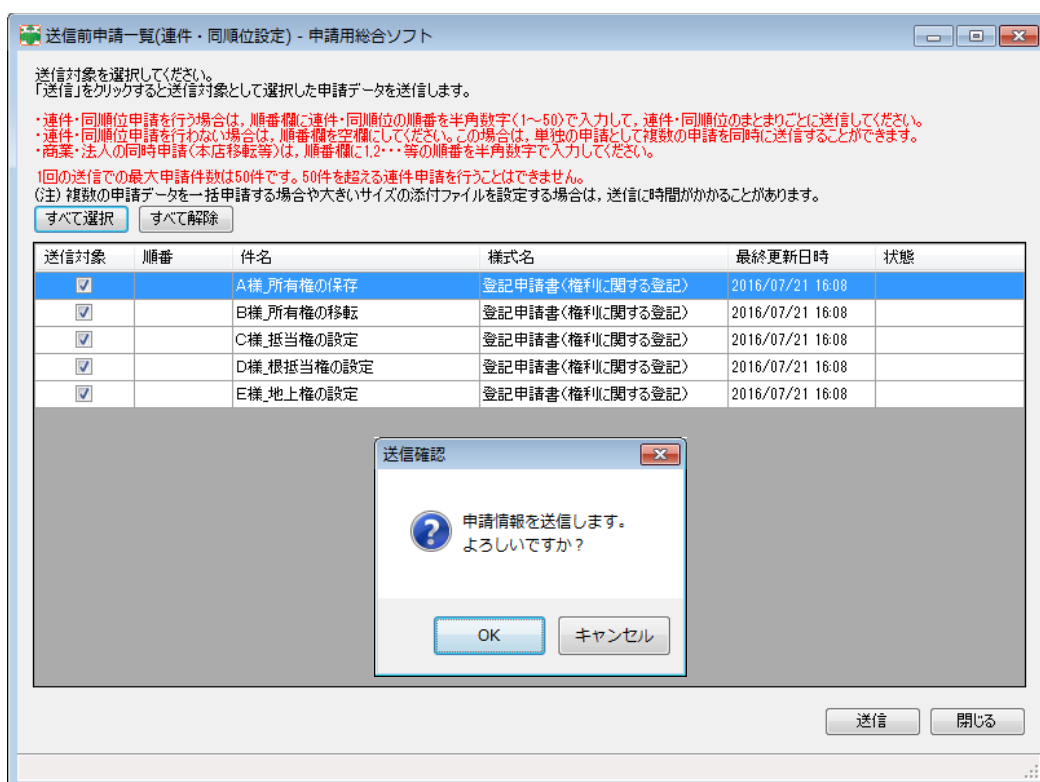 送信前申請一覧(連件・同順位設定) - 申請用総合ソフト
送信対象を選択してください。
「送信」をクリックすると送信対象として選択した申請データを送信します。
・連件・同順位申請を行う場合は，順番欄に連件・同順位の順番を半角数字(1～50)で入力して，連件・同順位のまとまりごとに送信してください。
・連件・同順位申請を行わない場合は，順番欄を空欄にしてください。この場合は，単独の申請として複数の申請を同時に送信することができます。
・商業・法人の同時申請(本店移転等)は，順番欄に1,2・・・等の順番を半角数字で入力してください。
1回の送信での最大申請件数は50件です。50件を超える連件申請を行うことはできません。
(注) 複数の申請データを一括申請する場合や大きいサイズの添付ファイルを設定する場合は，送信に時間がかかることがあります。
すべて選択 すべて解除
送信対象 順番 件名 様式名 最終更新日時 状態
A様_所有権の保存 登記申請書(権利に関する登記) 2016/07/21 16:08
B様_所有権の移転 登記申請書(権利に関する登記) 2016/07/21 16:08
C様_抵当権の設定 登記申請書(権利に関する登記) 2016/07/21 16:08
D様_根抵当権の設定 登記申請書(権利に関する登記) 2016/07/21 16:08
E様_地上権の設定 登記申請書(権利に関する登記) 2016/07/21 16:08
送信確認
申請情報を送信します。
よろしいですか？
OK キャンセル
送信 閉じる